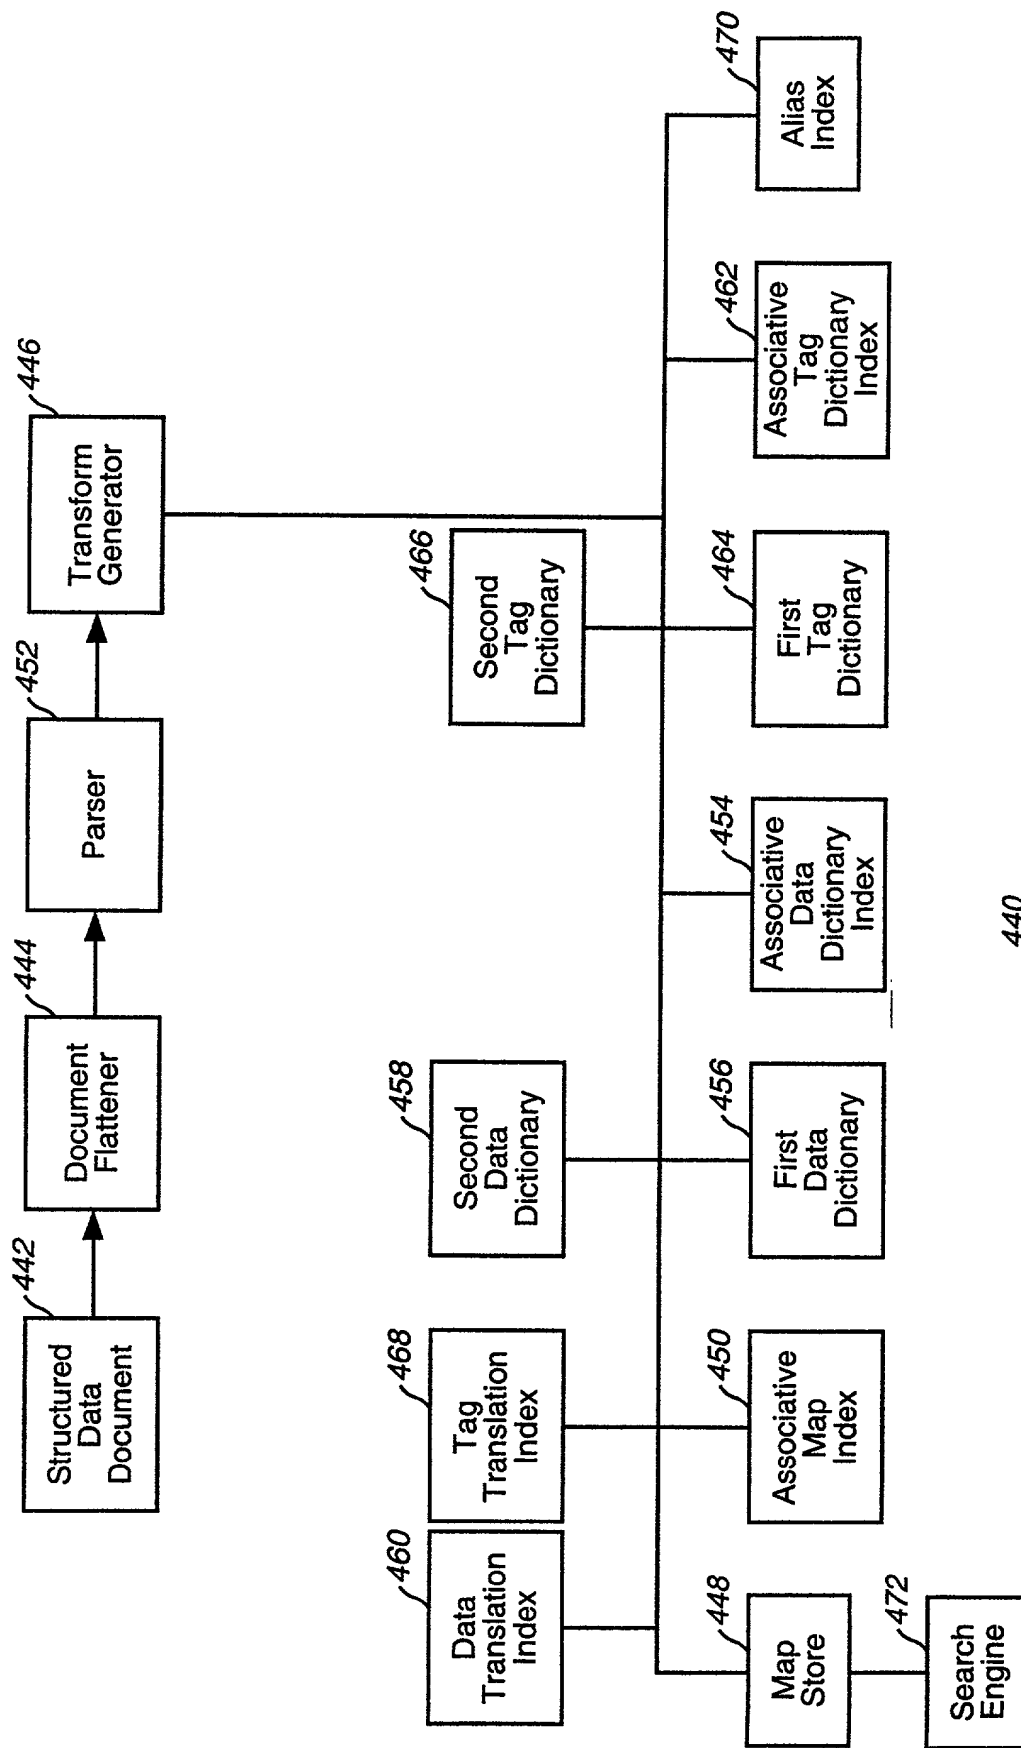 442
Structured
Data
Document
444
Document
Flattener
452
Parser
446
Transform
Generator
460
Data
Translation
Index
468
Tag
Translation
Index
458
Second
Data
Dictionary
466
Second
Tag
Dictionary
448
Map
Store
450
Associative
Map
Index
456
First
Data
Dictionary
454
Associative
Data
Dictionary
Index
464
First
Tag
Dictionary
462
Associative
Tag
Dictionary
Index
470
Alias
Index
472
Search
Engine
440